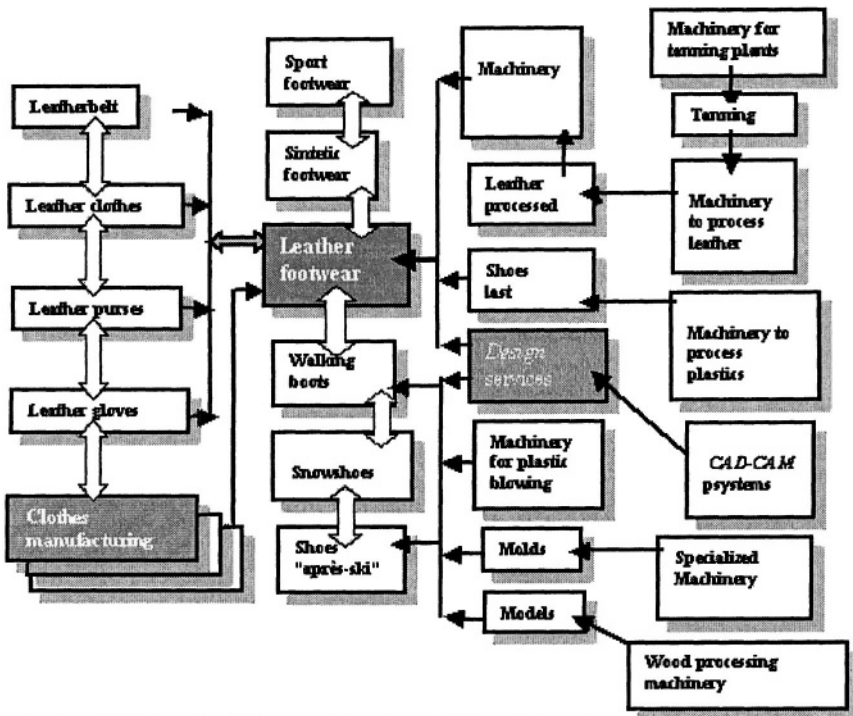 Leatherbelt
Leather clothes
Leather purses
Leather gloves
Clothes
manufacturing
Sport
footwear
Sintetic
footwear
Leather
footwear
Walking
boots
Snowshoes
Shoes
"après-ski"
Machinery
Leather
processed
Shoes
last
Design
services
Machinery
for plastic
blowing
Molds
Models
Machinery for
tanning plants
Tanning
Machinery
to process
leather
Machinery to
process
plastics
CAD-CAM
psystems
Specialized
Machinery
Wood processing
machinery